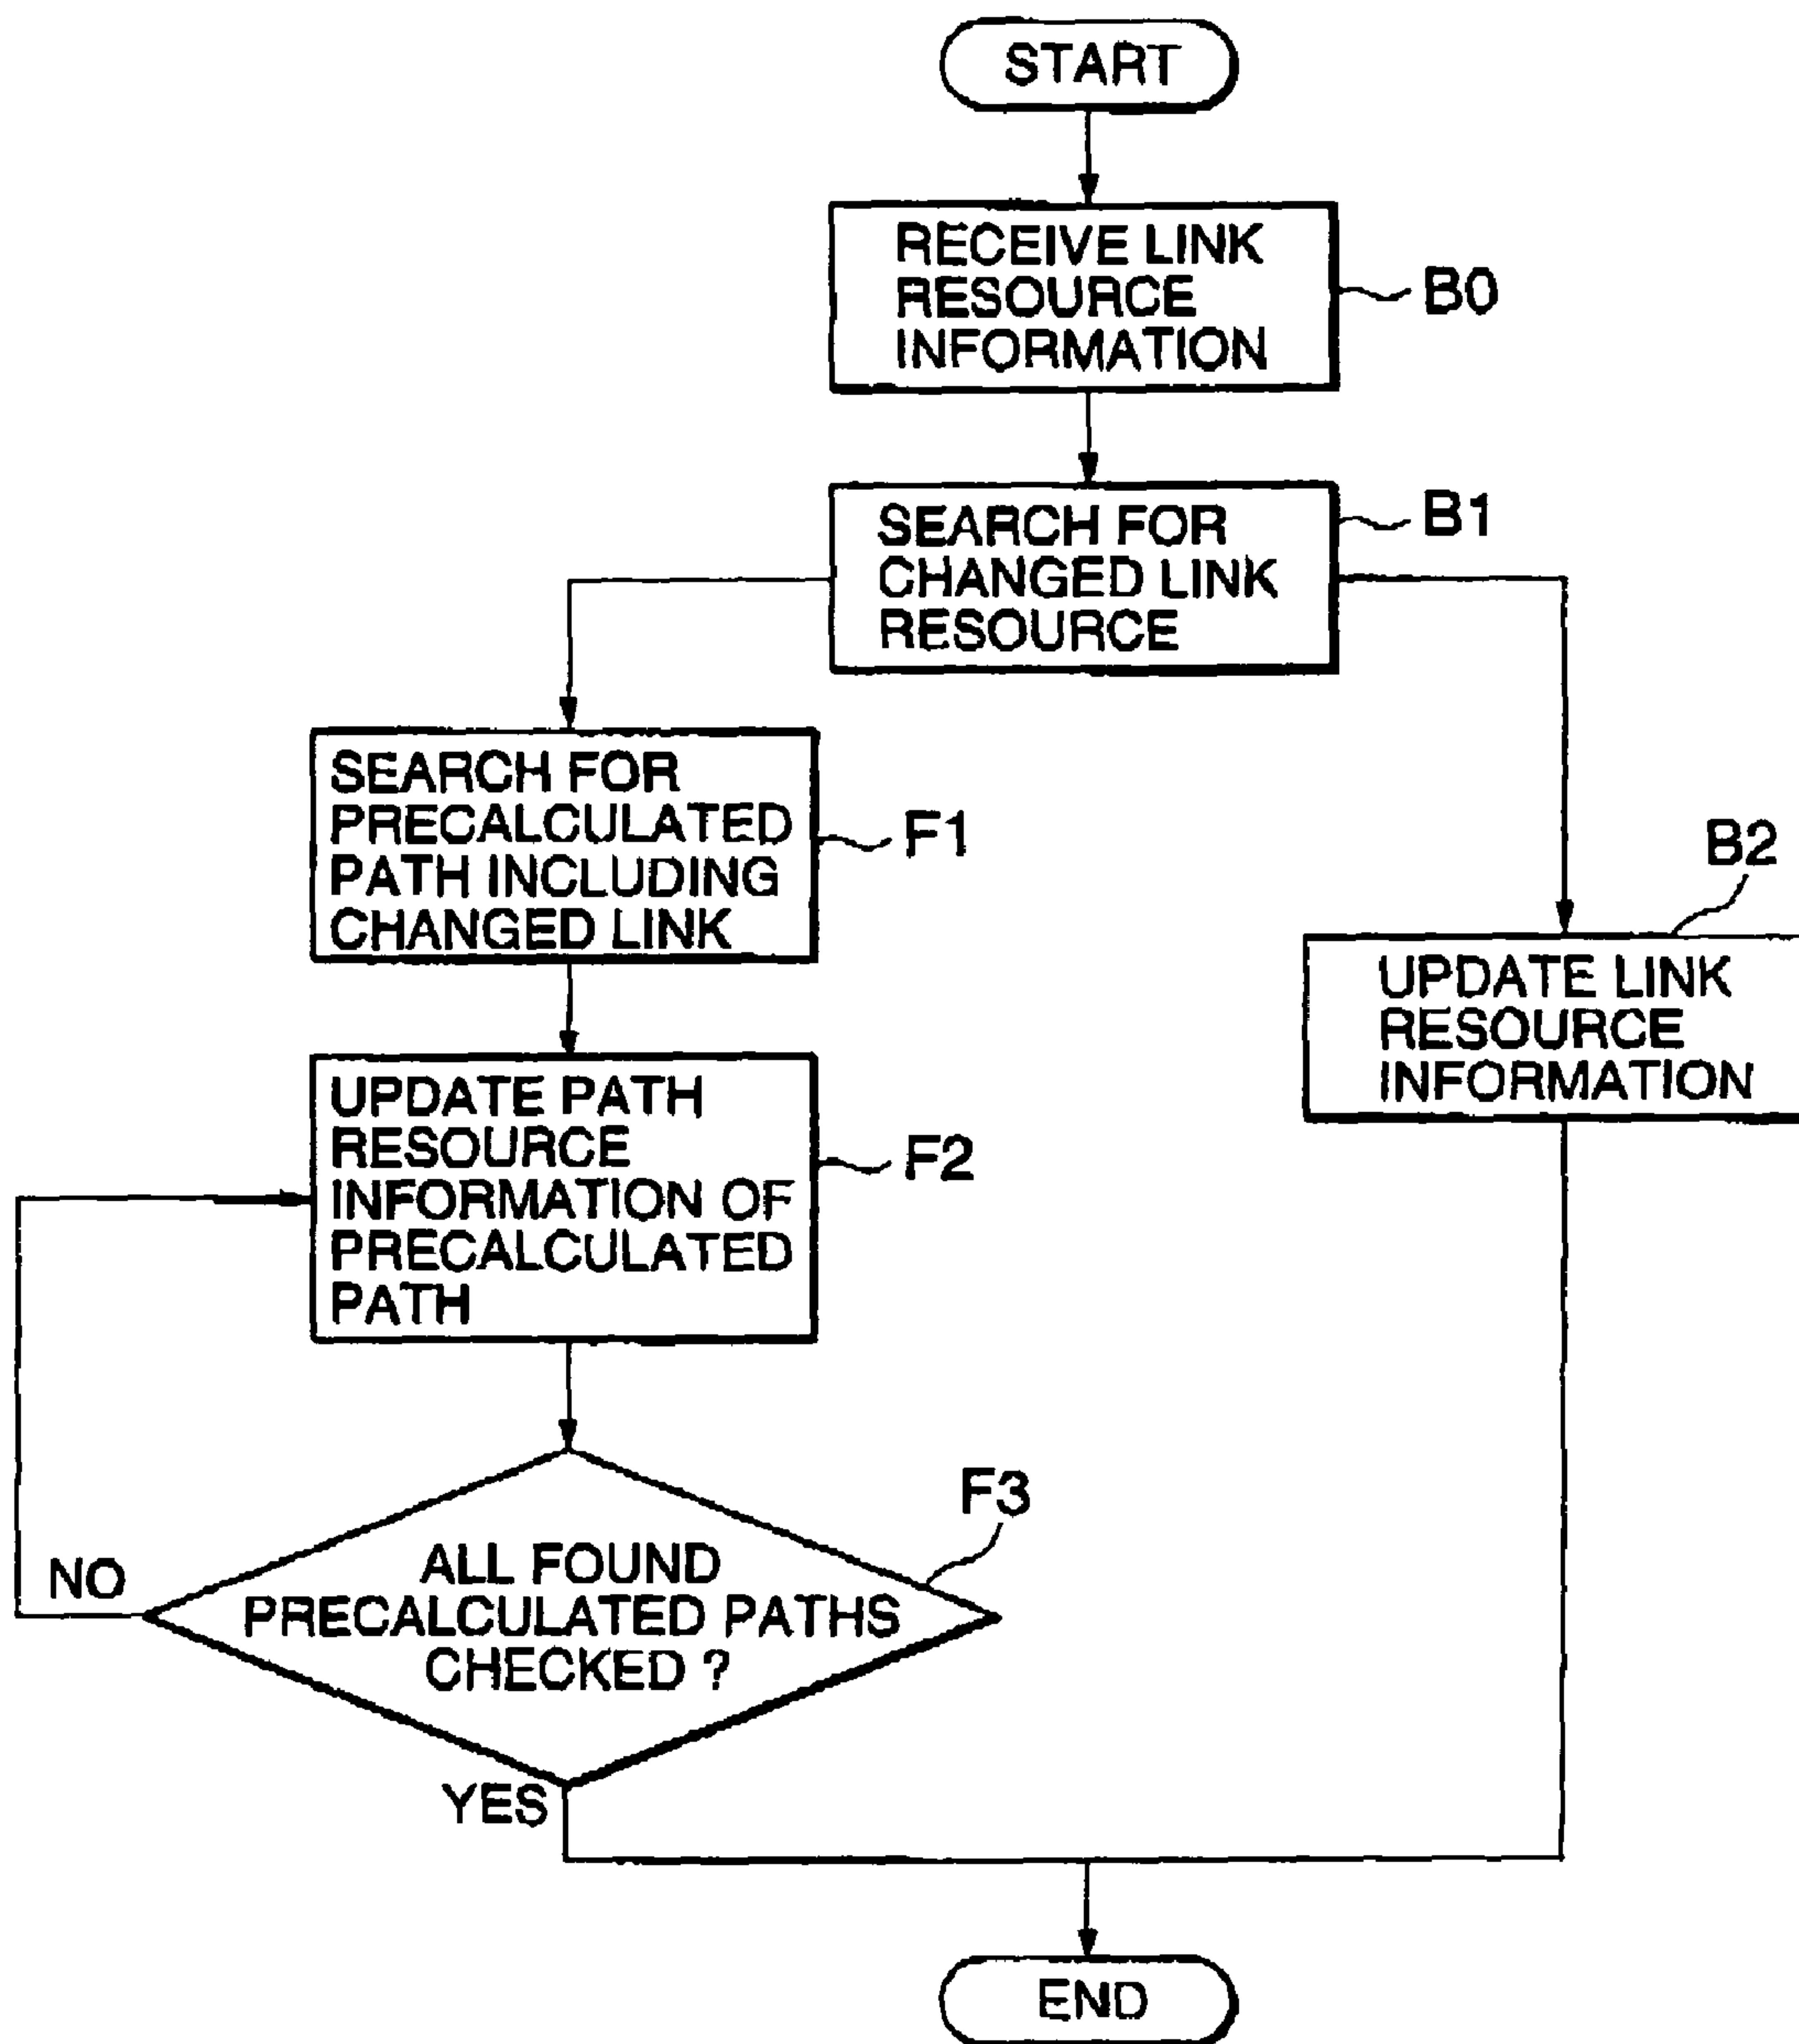 START
RECEIVE LINK
RESOURCE
INFORMATION
B0
SEARCH FOR
CHANGED LINK
RESOURCE
B1
SEARCH FOR
PRECALCULATED
PATH INCLUDING
CHANGED LINK
F1
B2
UPDATE LINK
RESOURCE
INFORMATION
UPDATE PATH
RESOURCE
INFORMATION OF
PRECALCULATED
PATH
F2
F3
ALL FOUND
PRECALCULATED PATHS
CHECKED ?
NO
YES
END